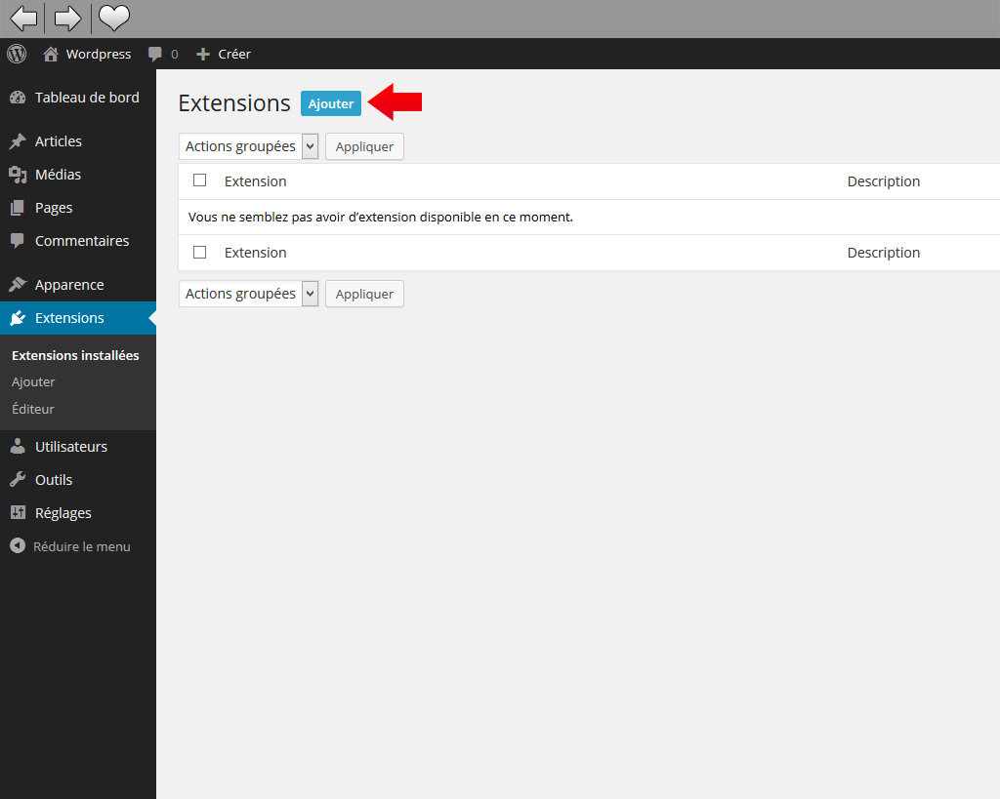 Wordpress 0 Créer
Tableau de bord
Articles
Médias
Pages
Commentaires
Apparence
Extensions
Extensions installées
Ajouter
Éditeur
Utilisateurs
Outils
Réglages
Réduire le menu
Extensions Ajouter
Actions groupées Appliquer
Extension Description
Vous ne semblez pas avoir d’extension disponible en ce moment.
Extension Description
Actions groupées Appliquer